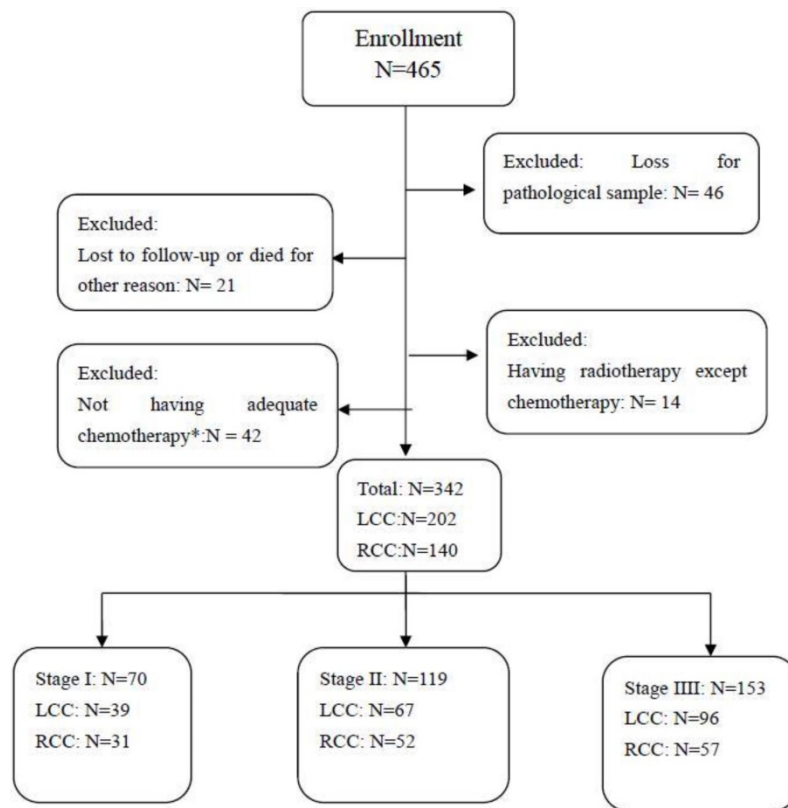 Enrollment
N=465
Excluded: Loss for
pathological sample: N= 46
Excluded:
Lost to follow-up or died for
other reason: N= 21
Excluded:
Having radiotherapy except
chemotherapy: N= 14
Excluded:
Not having adequate
chemotherapy*:N = 42
Total: N=342
LCC:N=202
RCC:N=140
Stage I: N=70
LCC: N=39
RCC: N=31
Stage II: N=119
LCC: N=67
RCC: N=52
Stage IIII: N=153
LCC: N=96
RCC: N=57